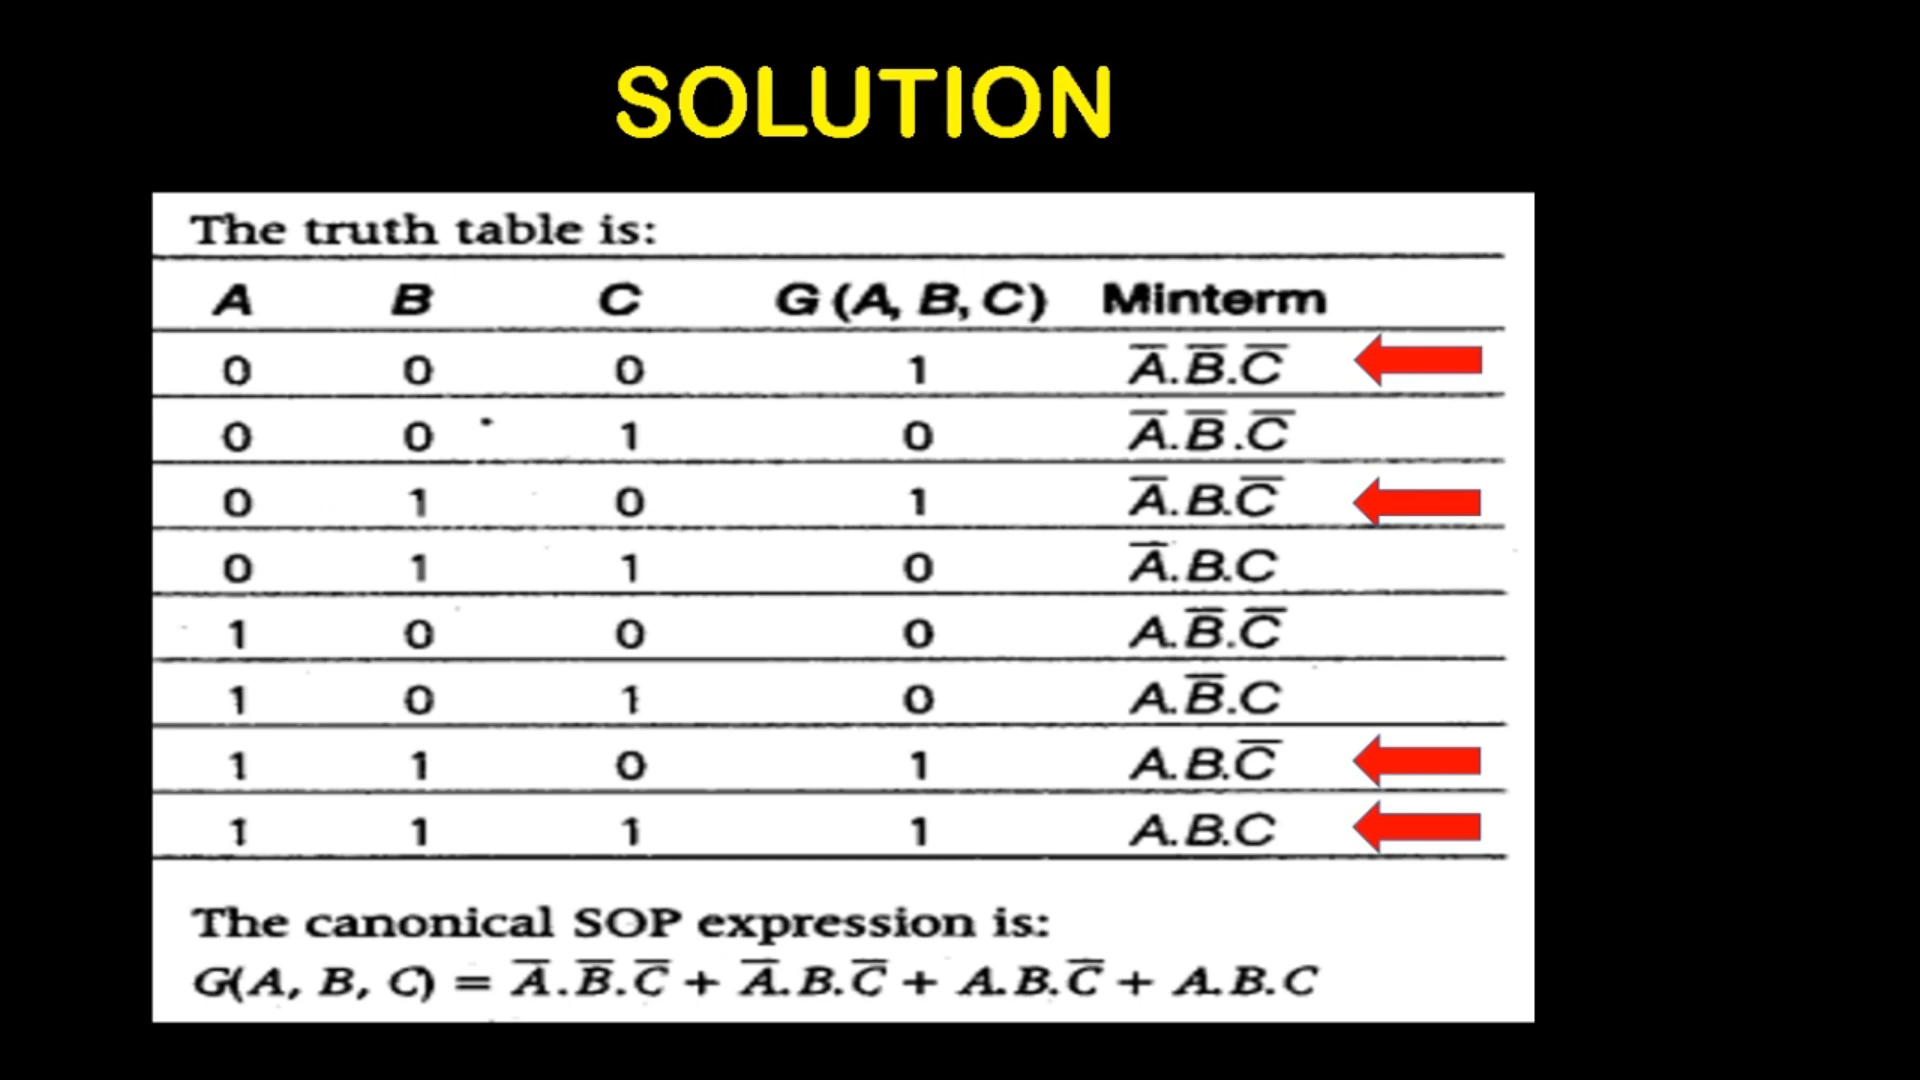 SOLUTION
The truth table is:
A B C G (A, B, C) Minterm
0 0 0 1 A̅.B̅.C̅
0 0 1 0 A̅.B̅.C̅
0 1 0 1 A̅.B.C̅
0 1 1 0 A̅.B.C
1 0 0 0 A.B̅.C̅
1 0 1 0 A.B̅.C
1 1 0 1 A.B.C̅
1 1 1 1 A.B.C
The canonical SOP expression is:
G(A, B, C) = A̅.B̅.C̅ + A̅.B.C̅ + A.B.C̅ + A.B.C